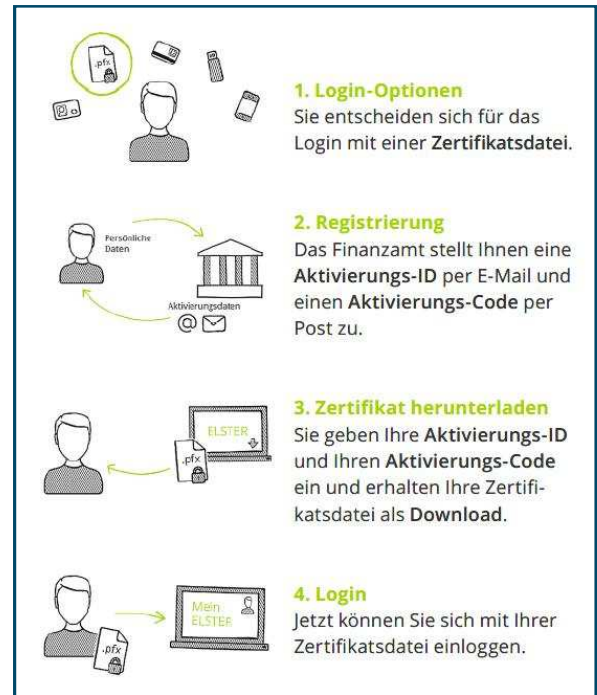 .pfx
1. Login-Optionen
Sie entscheiden sich für das
Login mit einer Zertifikatsdatei.
Persönliche
Daten
Aktivierungsdaten
@
2. Registrierung
Das Finanzamt stellt Ihnen eine
Aktivierungs-ID per E-Mail und
einen Aktivierungs-Code per
Post zu.
ELSTER
.pfx
3. Zertifikat herunterladen
Sie geben Ihre Aktivierungs-ID
und Ihren Aktivierungs-Code
ein und erhalten Ihre Zertifi-
katsdatei als Download.
Mein
ELSTER
.pfx
4. Login
Jetzt können Sie sich mit Ihrer
Zertifikatsdatei einloggen.